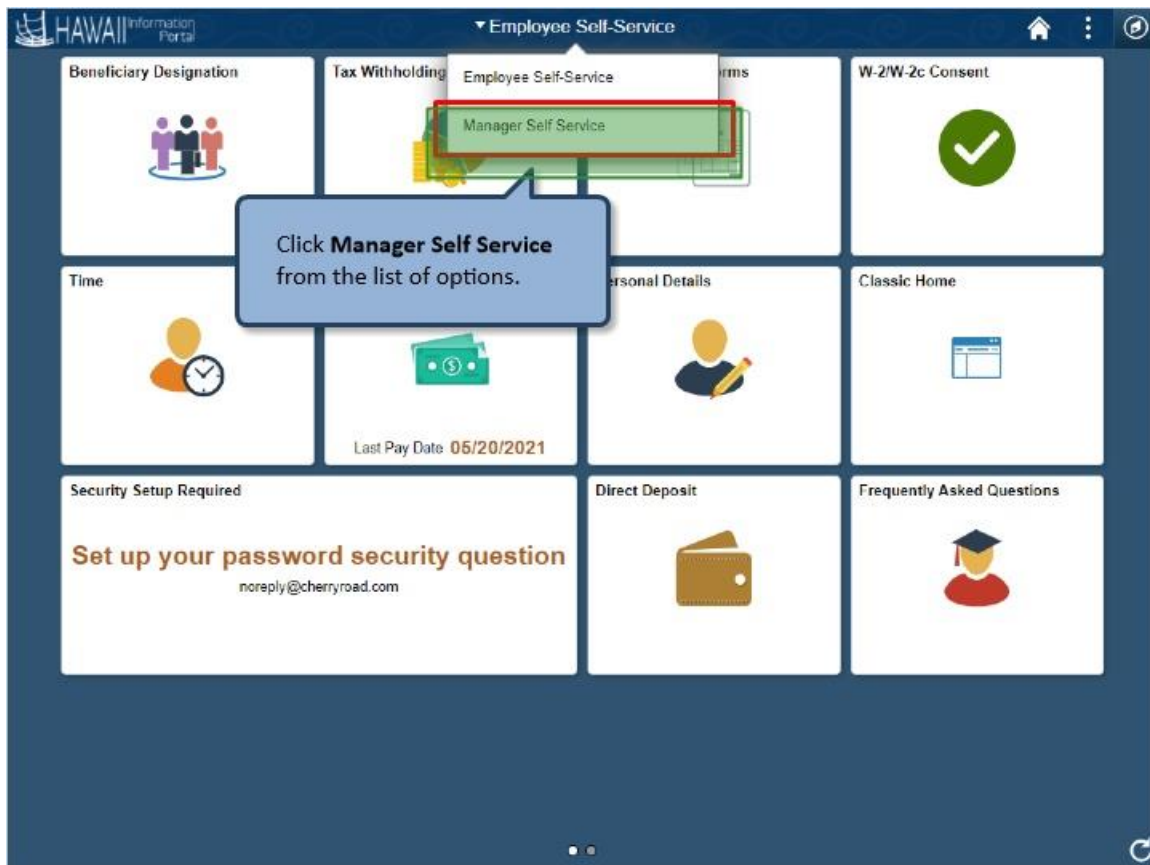 HAWAII Information
Portal
Employee Self-Service
Beneficiary Designation
Tax Withholding
Employee Self-Service
rms
W-2/W-2c Consent
Manager Self Service
Click Manager Self Service
from the list of options.
Time
ersonal Details
Classic Home
Last Pay Date 05/20/2021
Security Setup Required
Direct Deposit
Frequently Asked Questions
Set up your password security question
noreply@cherryroad.com